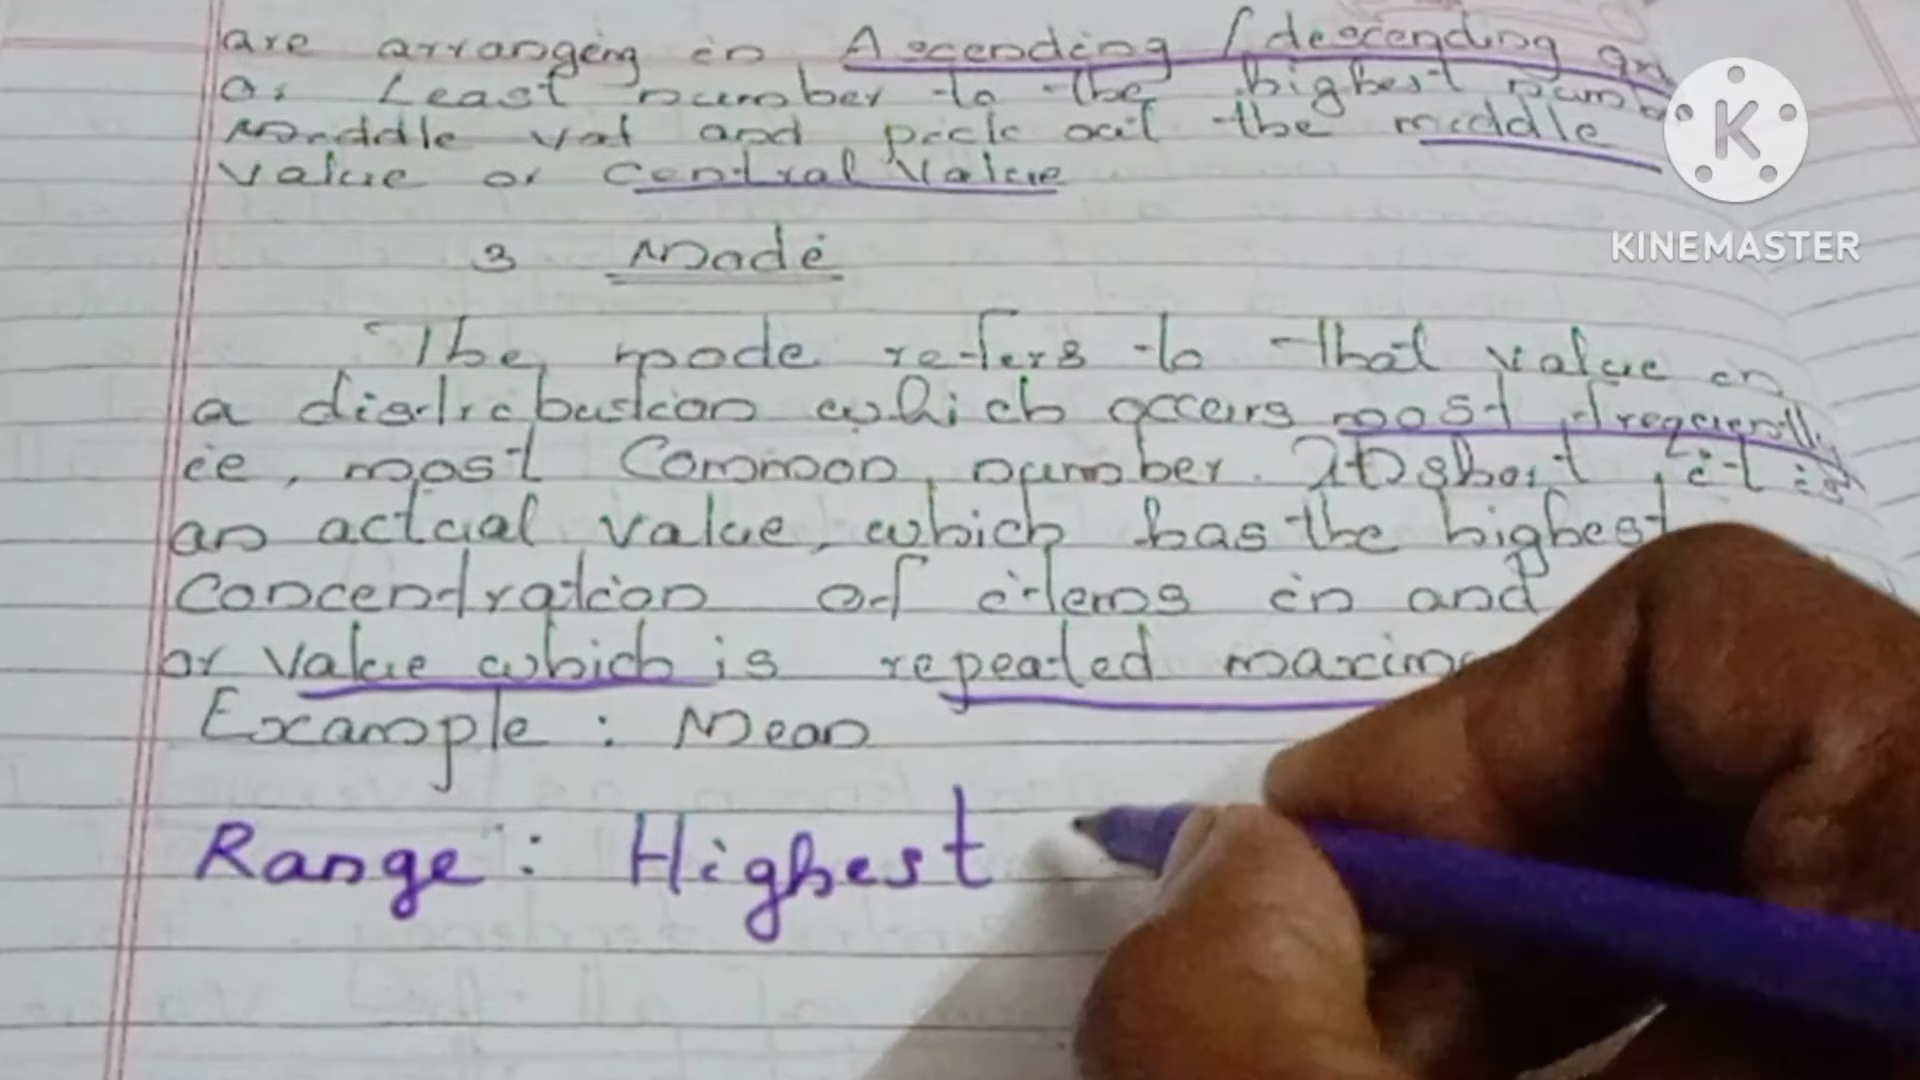 are arranging in Ascending / descending
or Least number to the highest
Middle val and pick out the middle
value or Central Value
3 Mode
The mode refers to that value in
a distribution which occurs most frequently
ie, most Common number. In short, it is
an actual value, which has the highest
Concentration of items in and
or value which is repeated maxim
Example : Mean
Range : Highest
K
KINEMASTER